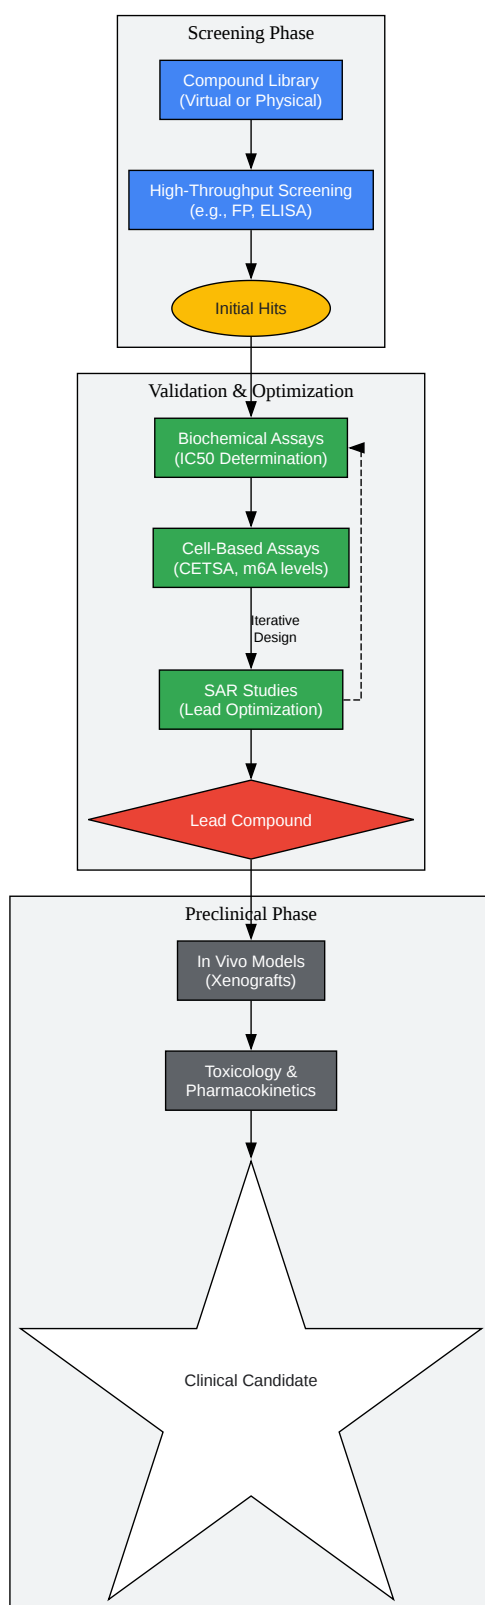 Screening Phase
Compound Library
(Virtual or Physical)
High-Throughput Screening
(e.g., FP, ELISA)
Initial Hits
Validation & Optimization
Biochemical Assays
(IC50 Determination)
Cell-Based Assays
(CETSA, m6A levels)
Iterative
Design
SAR Studies
(Lead Optimization)
Lead Compound
Preclinical Phase
In Vivo Models
(Xenografts)
Toxicology &
Pharmacokinetics
Clinical Candidate